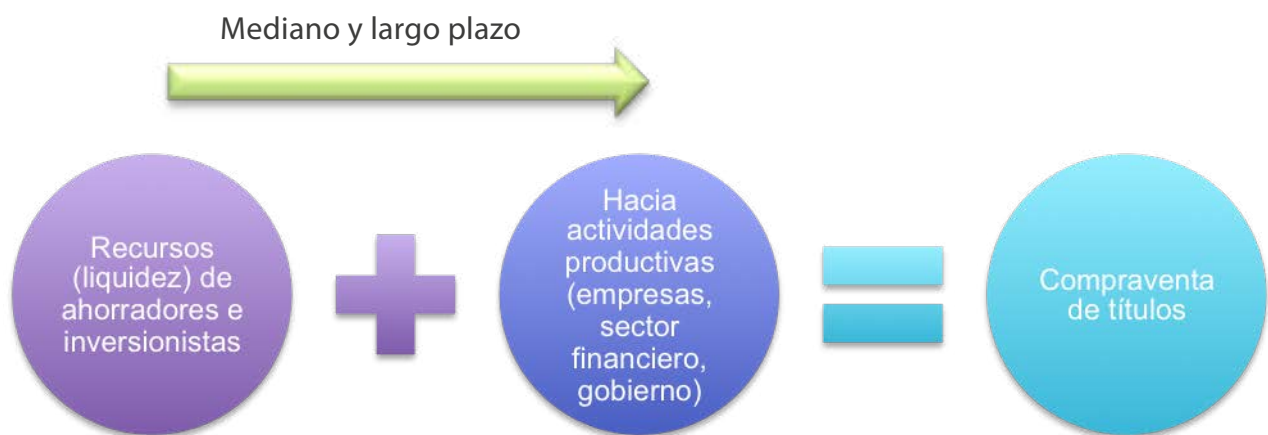 Mediano y largo plazo
Recursos
(liquidez) de
ahorradores e
inversionistas
Hacia
actividades
productivas
(empresas,
sector
financiero,
gobierno)
Compraventa
de títulos